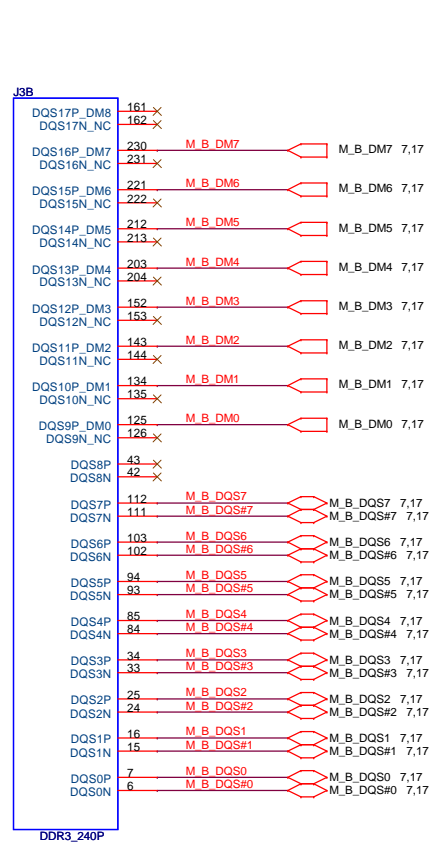 J3B
DQS17P_DM8 161
DQS17N_NC 162
DQS16P_DM7 230 M_B_DM7 M_B_DM7 7,17
DQS16N_NC 231
DQS15P_DM6 221 M_B_DM6 M_B_DM6 7,17
DQS15N_NC 222
DQS14P_DM5 212 M_B_DM5 M_B_DM5 7,17
DQS14N_NC 213
DQS13P_DM4 203 M_B_DM4 M_B_DM4 7,17
DQS13N_NC 204
DQS12P_DM3 152 M_B_DM3 M_B_DM3 7,17
DQS12N_NC 153
DQS11P_DM2 143 M_B_DM2 M_B_DM2 7,17
DQS11N_NC 144
DQS10P_DM1 134 M_B_DM1 M_B_DM1 7,17
DQS10N_NC 135
DQS9P_DM0 125 M_B_DM0 M_B_DM0 7,17
DQS9N_NC 126
DQS8P 43
DQS8N 42
DQS7P 112 M_B_DQS7 M_B_DQS7 7,17
DQS7N 111 M_B_DQS#7 M_B_DQS#7 7,17
DQS6P 103 M_B_DQS6 M_B_DQS6 7,17
DQS6N 102 M_B_DQS#6 M_B_DQS#6 7,17
DQS5P 94 M_B_DQS5 M_B_DQS5 7,17
DQS5N 93 M_B_DQS#5 M_B_DQS#5 7,17
DQS4P 85 M_B_DQS4 M_B_DQS4 7,17
DQS4N 84 M_B_DQS#4 M_B_DQS#4 7,17
DQS3P 34 M_B_DQS3 M_B_DQS3 7,17
DQS3N 33 M_B_DQS#3 M_B_DQS#3 7,17
DQS2P 25 M_B_DQS2 M_B_DQS2 7,17
DQS2N 24 M_B_DQS#2 M_B_DQS#2 7,17
DQS1P 16 M_B_DQS1 M_B_DQS1 7,17
DQS1N 15 M_B_DQS#1 M_B_DQS#1 7,17
DQS0P 7 M_B_DQS0 M_B_DQS0 7,17
DQS0N 6 M_B_DQS#0 M_B_DQS#0 7,17
DDR3_240P